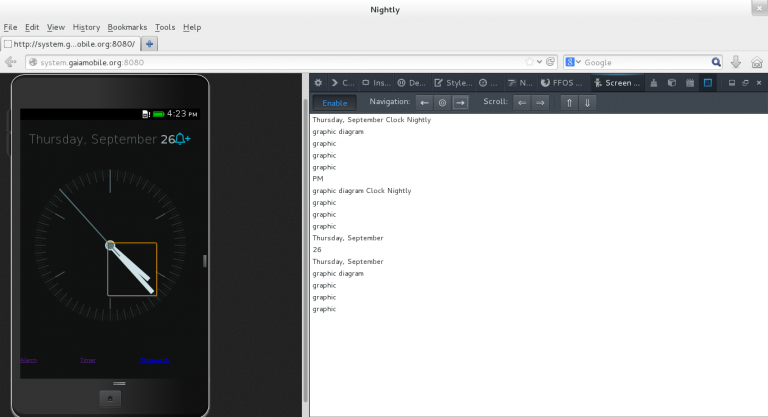 Nightly
File Edit View History Bookmarks Tools Help
http://system.g...obile.org:8080/
system.gaiamobile.org:8080
Google
C... Ins... De... Style... N... FFOS Screen ...
Enable Navigation: Scroll:
4:23 PM
Thursday, September 26
Alarm Timer
Thursday, September Clock Nightly
graphic diagram
graphic
graphic
graphic
PM
graphic diagram Clock Nightly
graphic
graphic
graphic
Thursday, September
26
Thursday, September
graphic diagram
graphic
graphic
graphic